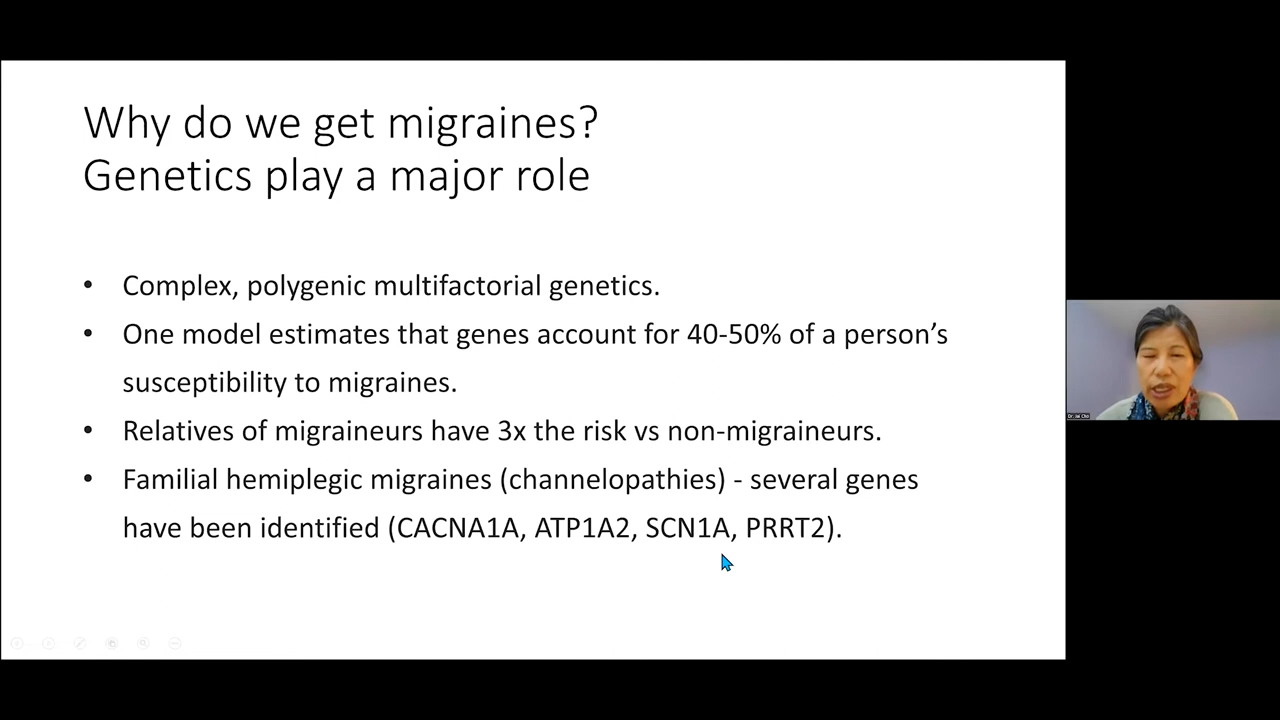 Why do we get migraines?
Genetics play a major role
• Complex, polygenic multifactorial genetics.
• One model estimates that genes account for 40-50% of a person’s
susceptibility to migraines.
• Relatives of migraineurs have 3x the risk vs non-migraineurs.
• Familial hemiplegic migraines (channelopathies) - several genes
have been identified (CACNA1A, ATP1A2, SCN1A, PRRT2).